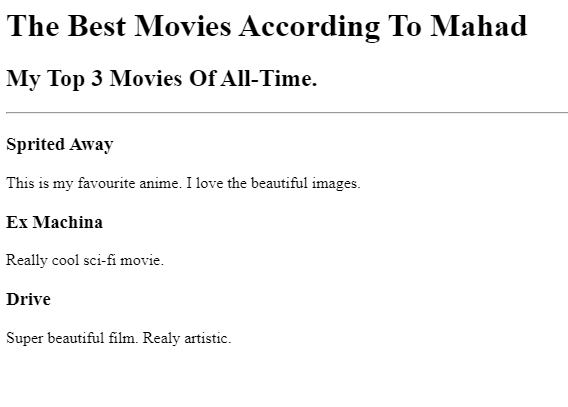 The Best Movies According To Mahad
My Top 3 Movies Of All-Time.
Sprited Away
This is my favourite anime. I love the beautiful images.
Ex Machina
Really cool sci-fi movie.
Drive
Super beautiful film. Realy artistic.